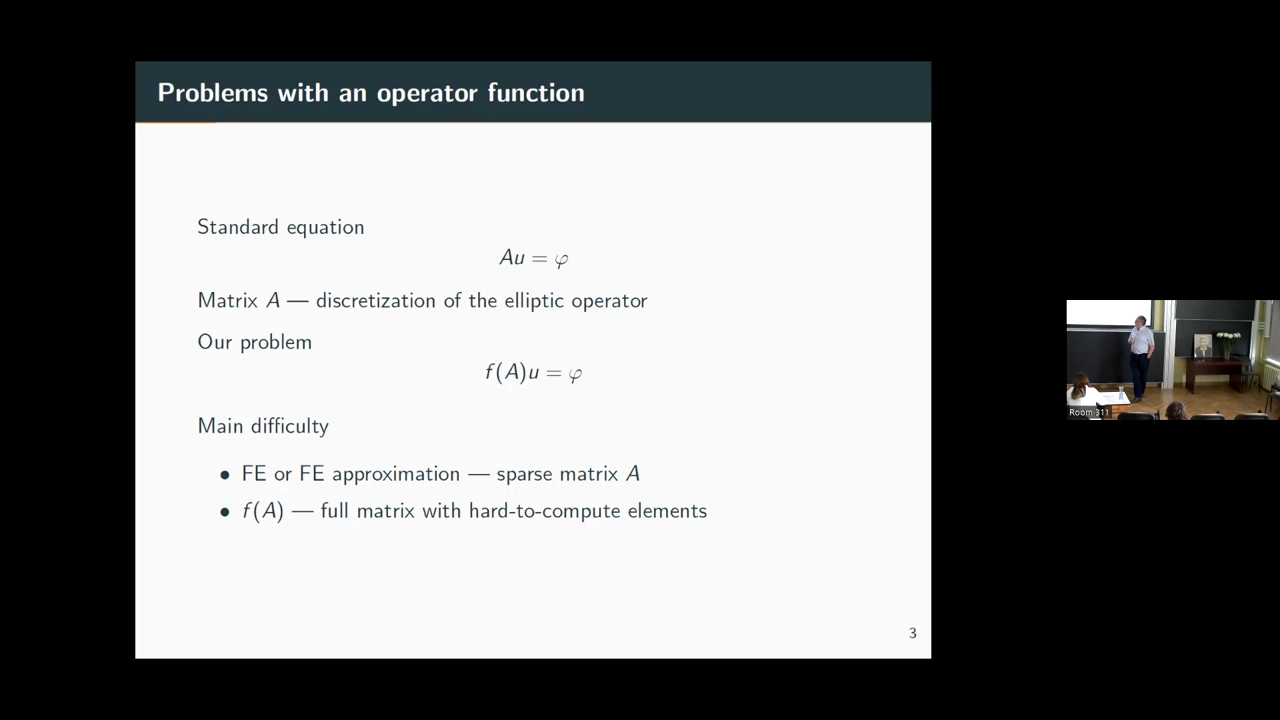 Problems with an operator function
Standard equation
Au = φ
Matrix A — discretization of the elliptic operator
Our problem
f(A)u = φ
Main difficulty
• FE or FE approximation — sparse matrix A
• f(A) — full matrix with hard-to-compute elements
3
Room 311